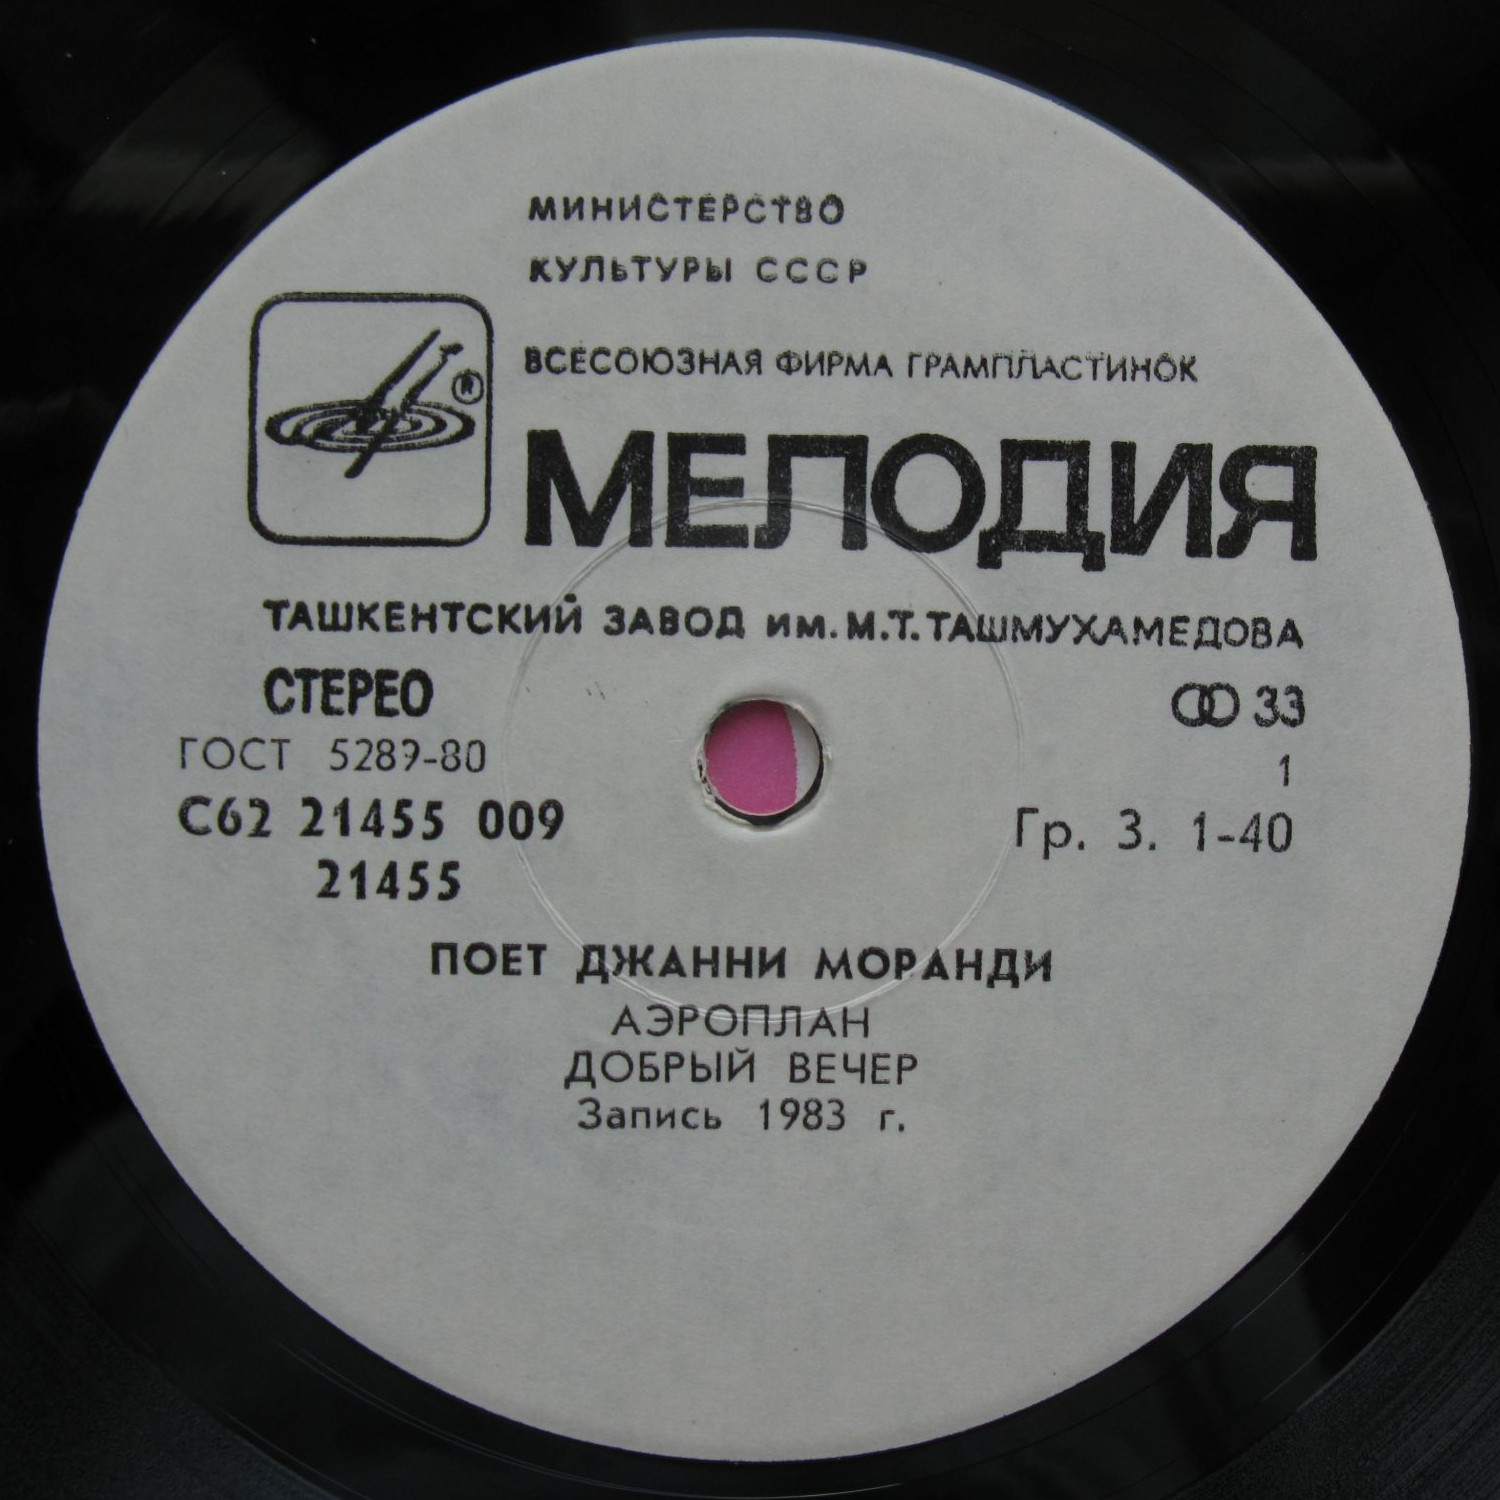 МИНИСТЕРСТВО
КУЛЬТУРЫ СССР
ВСЕСОЮЗНАЯ ФИРМА ГРАМПЛАСТИНОК
®
МЕЛОДИЯ
ТАШКЕНТСКИЙ ЗАВОД им. М.Т. ТАШМУХАМЕДОВА
СТЕРЕО 33
ГОСТ 5289-80 1
С62 21455 009 Гр. 3. 1-40
21455
ПОЕТ ДЖАННИ МОРАНДИ
АЭРОПЛАН
ДОБРЫЙ ВЕЧЕР
Запись 1983 г.